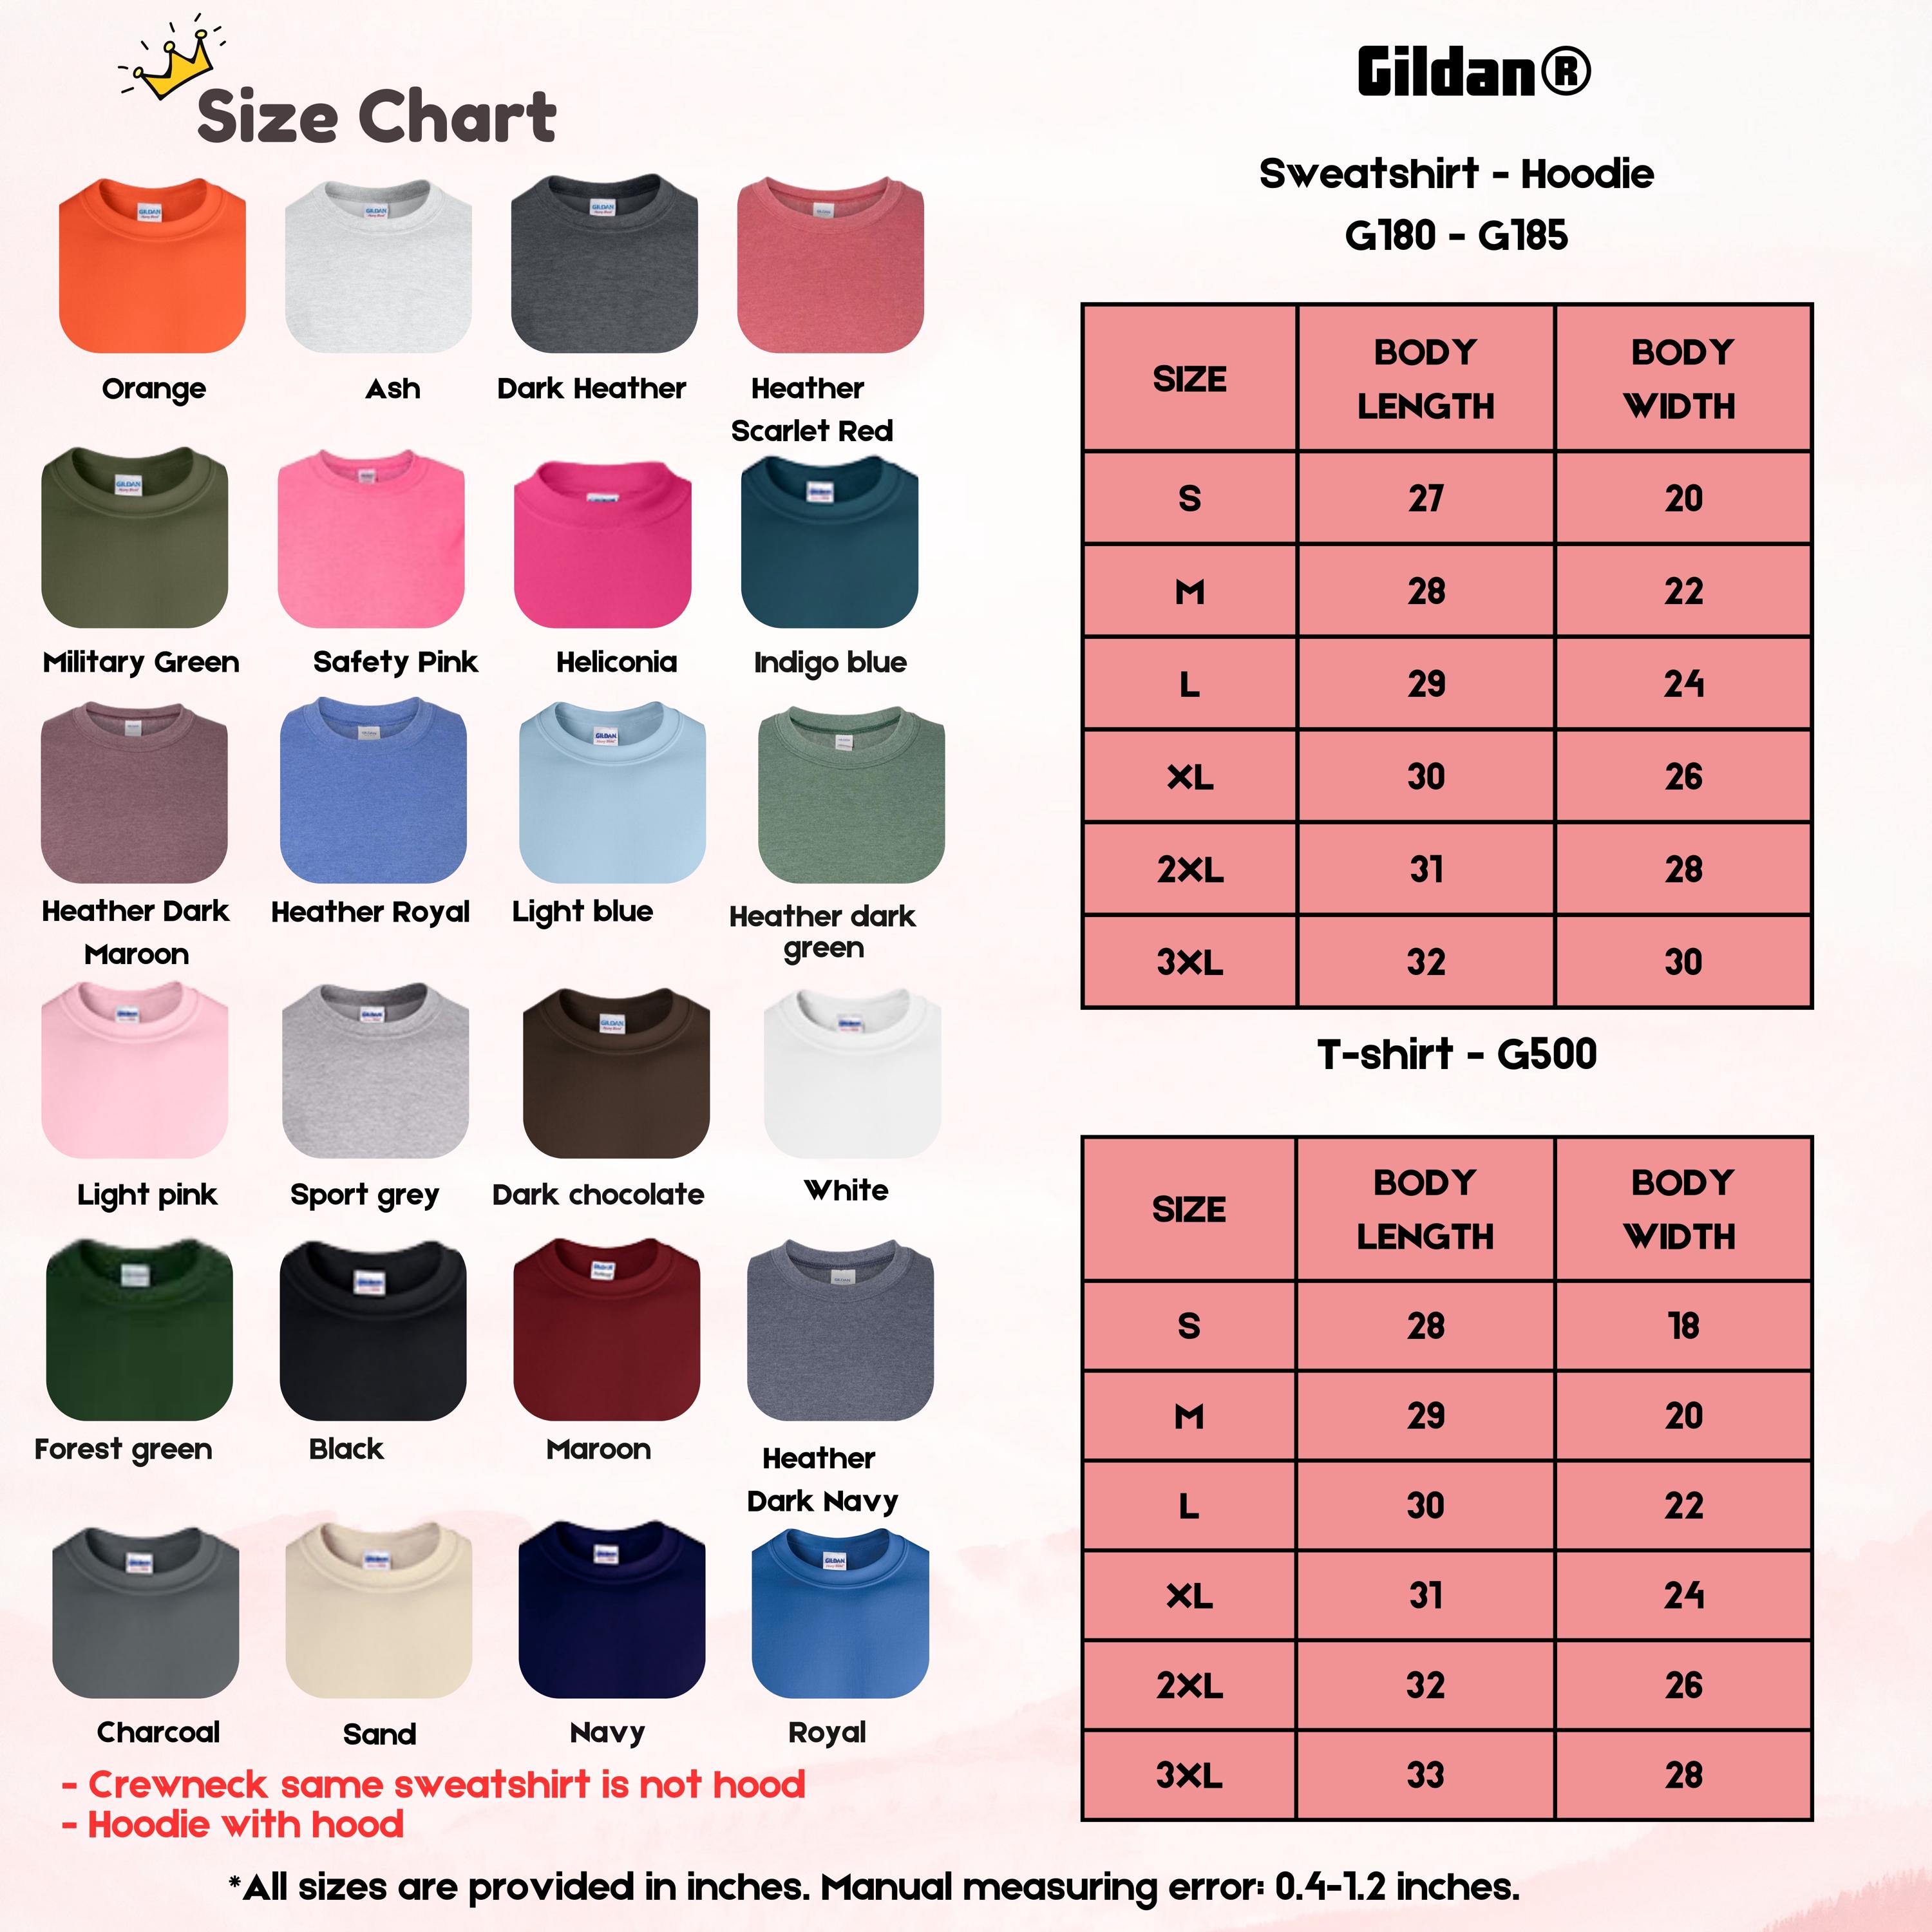 Size Chart
Orange Ash Dark Heather Heather
Scarlet Red
Military Green Safety Pink Heliconia Indigo blue
Heather Dark Heather Royal Light blue Heather dark
Maroon green
Light pink Sport grey Dark chocolate White
Forest green Black Maroon Heather
Dark Navy
Charcoal Sand Navy Royal
- Crewneck same sweatshirt is not hood
- Hoodie with hood
Gildan®
Sweatshirt - Hoodie
G180 - G185
SIZE BODY LENGTH BODY WIDTH
S 27 20
M 28 22
L 29 24
XL 30 26
2XL 31 28
3XL 32 30
T-shirt - G500
SIZE BODY LENGTH BODY WIDTH
S 28 18
M 29 20
L 30 22
XL 31 24
2XL 32 26
3XL 33 28
*All sizes are provided in inches. Manual measuring error: 0.4-1.2 inches.